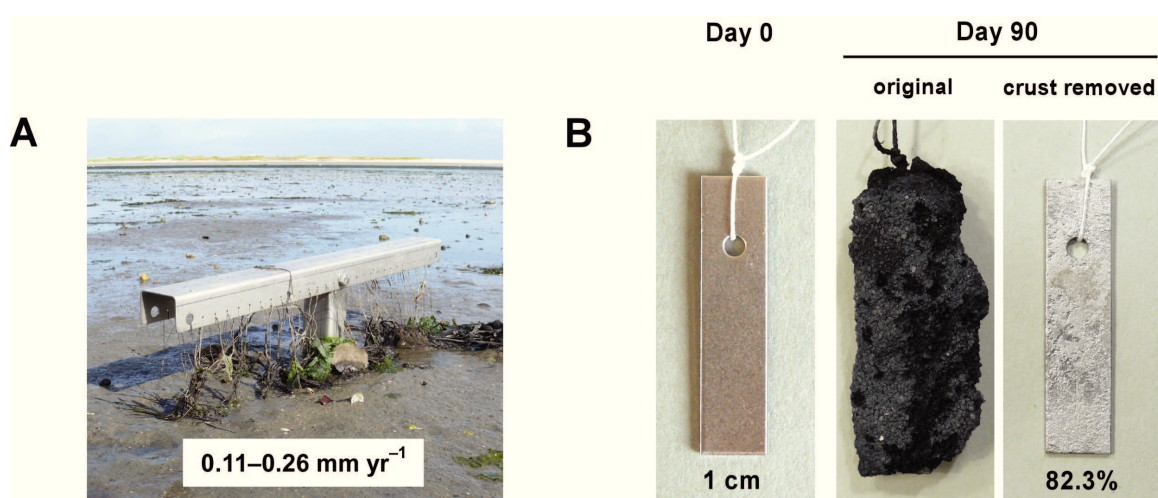 A
0.11–0.26 mm yr⁻¹
B
Day 0
Day 90
original
crust removed
1 cm
82.3%